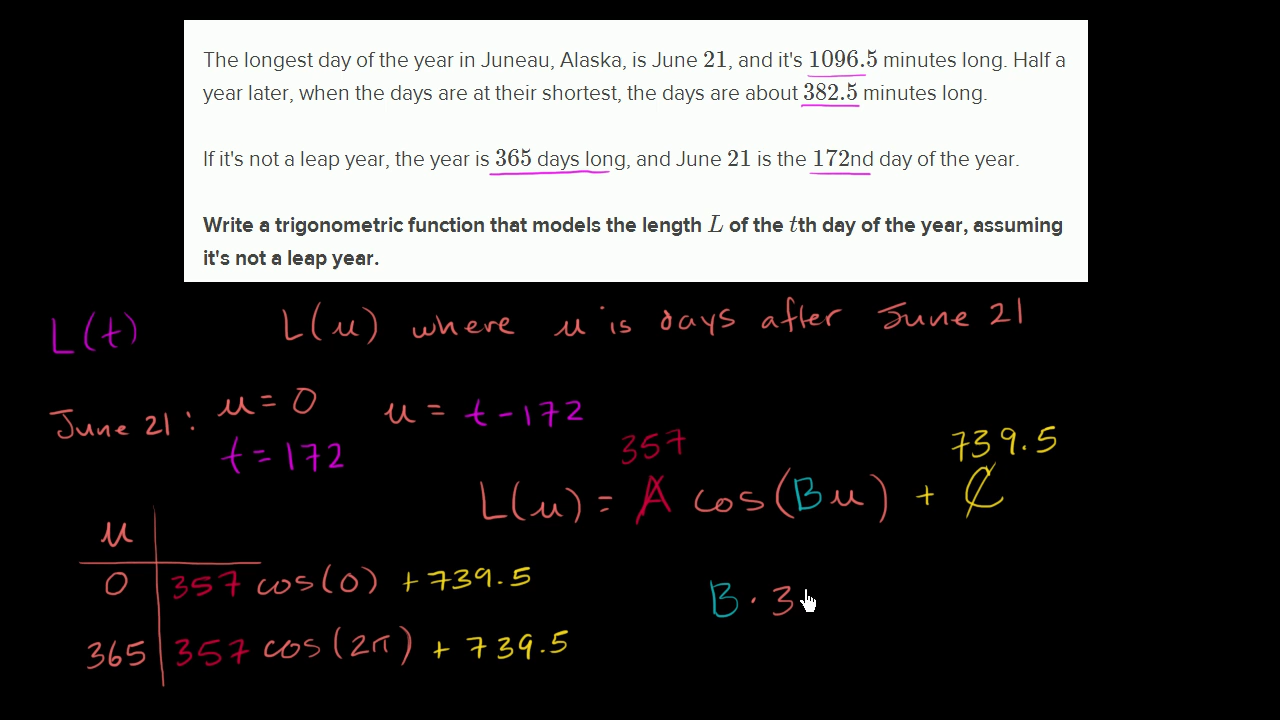 The longest day of the year in Juneau, Alaska, is June 21, and it's 1096.5 minutes long. Half a
year later, when the days are at their shortest, the days are about 382.5 minutes long.
If it's not a leap year, the year is 365 days long, and June 21 is the 172nd day of the year.
Write a trigonometric function that models the length L of the tth day of the year, assuming
it's not a leap year.
L(t) L(u) where u is days after June 21
June 21: u = 0 u = t - 172
t = 172
357 739.5
L(u) = A cos(Bu) + C
u
0 357 cos(0) + 739.5
B · 3
365 357 cos(2π) + 739.5